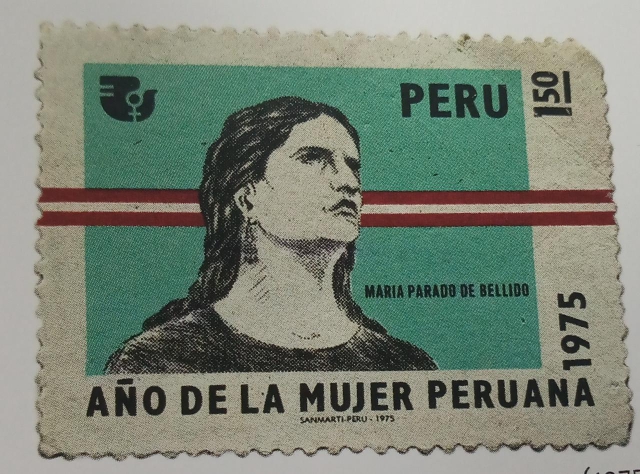 PERU
1.50
MARIA PARADO DE BELLIDO
1975
AÑO DE LA MUJER PERUANA
SANMARTI-PERU - 1975